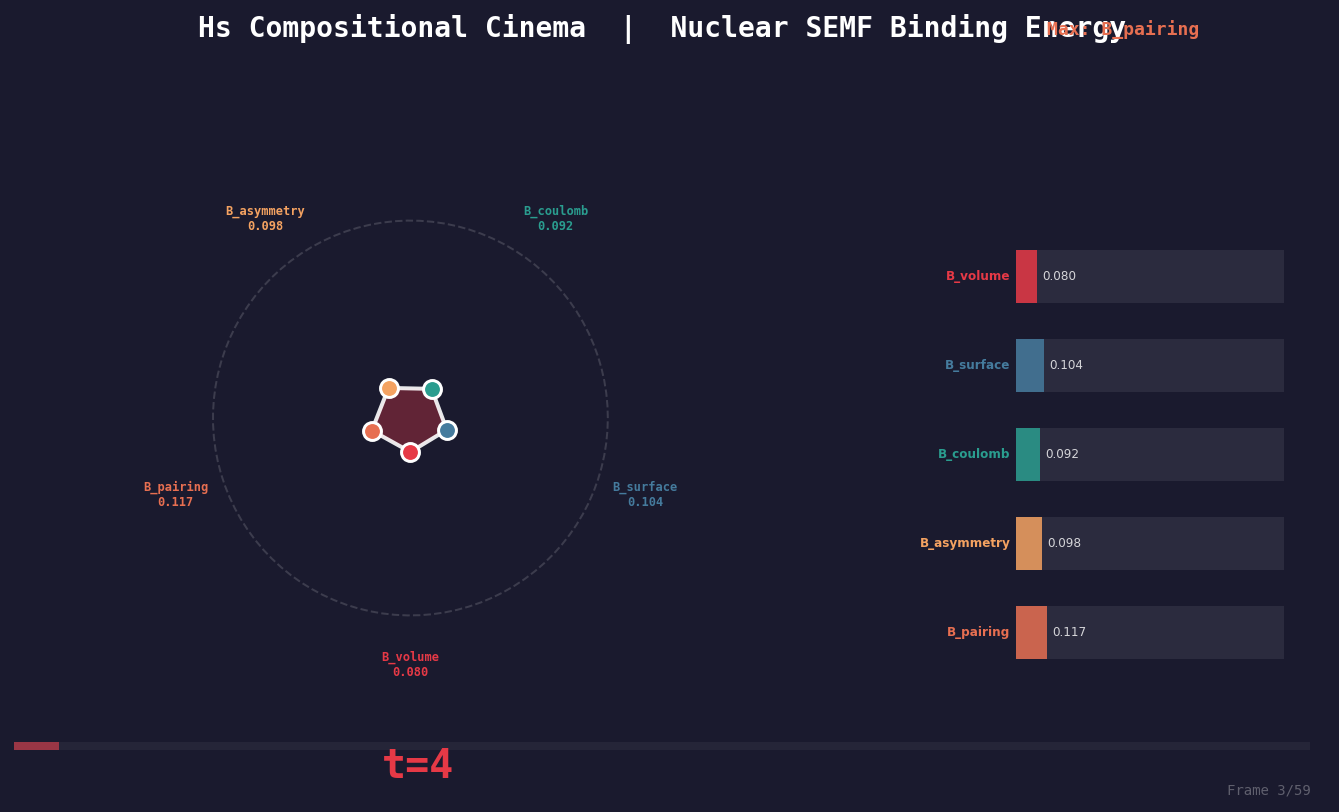 Hs Compositional Cinema | Nuclear SEMF Binding Energy
Max: B_pairing
B_asymmetry
0.098
B_coulomb
0.092
B_pairing
0.117
B_surface
0.104
B_volume
0.080
B_volume 0.080
B_surface 0.104
B_coulomb 0.092
B_asymmetry 0.098
B_pairing 0.117
t=4
Frame 3/59